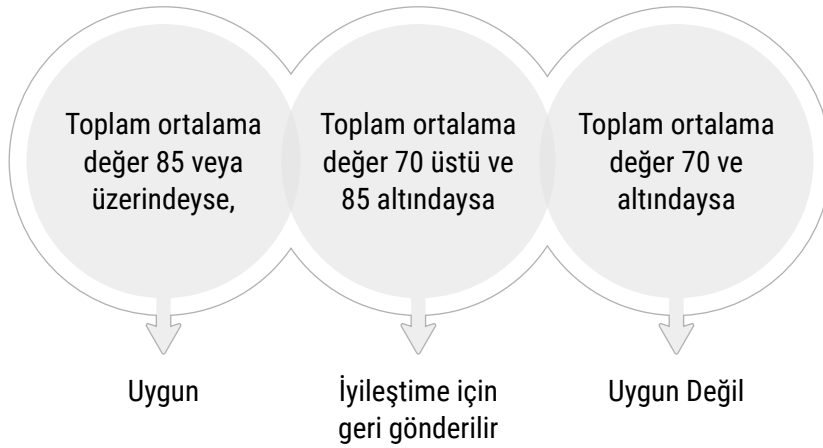 Toplam ortalama
değer 85 veya
üzerindeyse,
Toplam ortalama
değer 70 üstü ve
85 altındaysa
Toplam ortalama
değer 70 ve
altındaysa
Uygun
İyileştime için
geri gönderilir
Uygun Değil